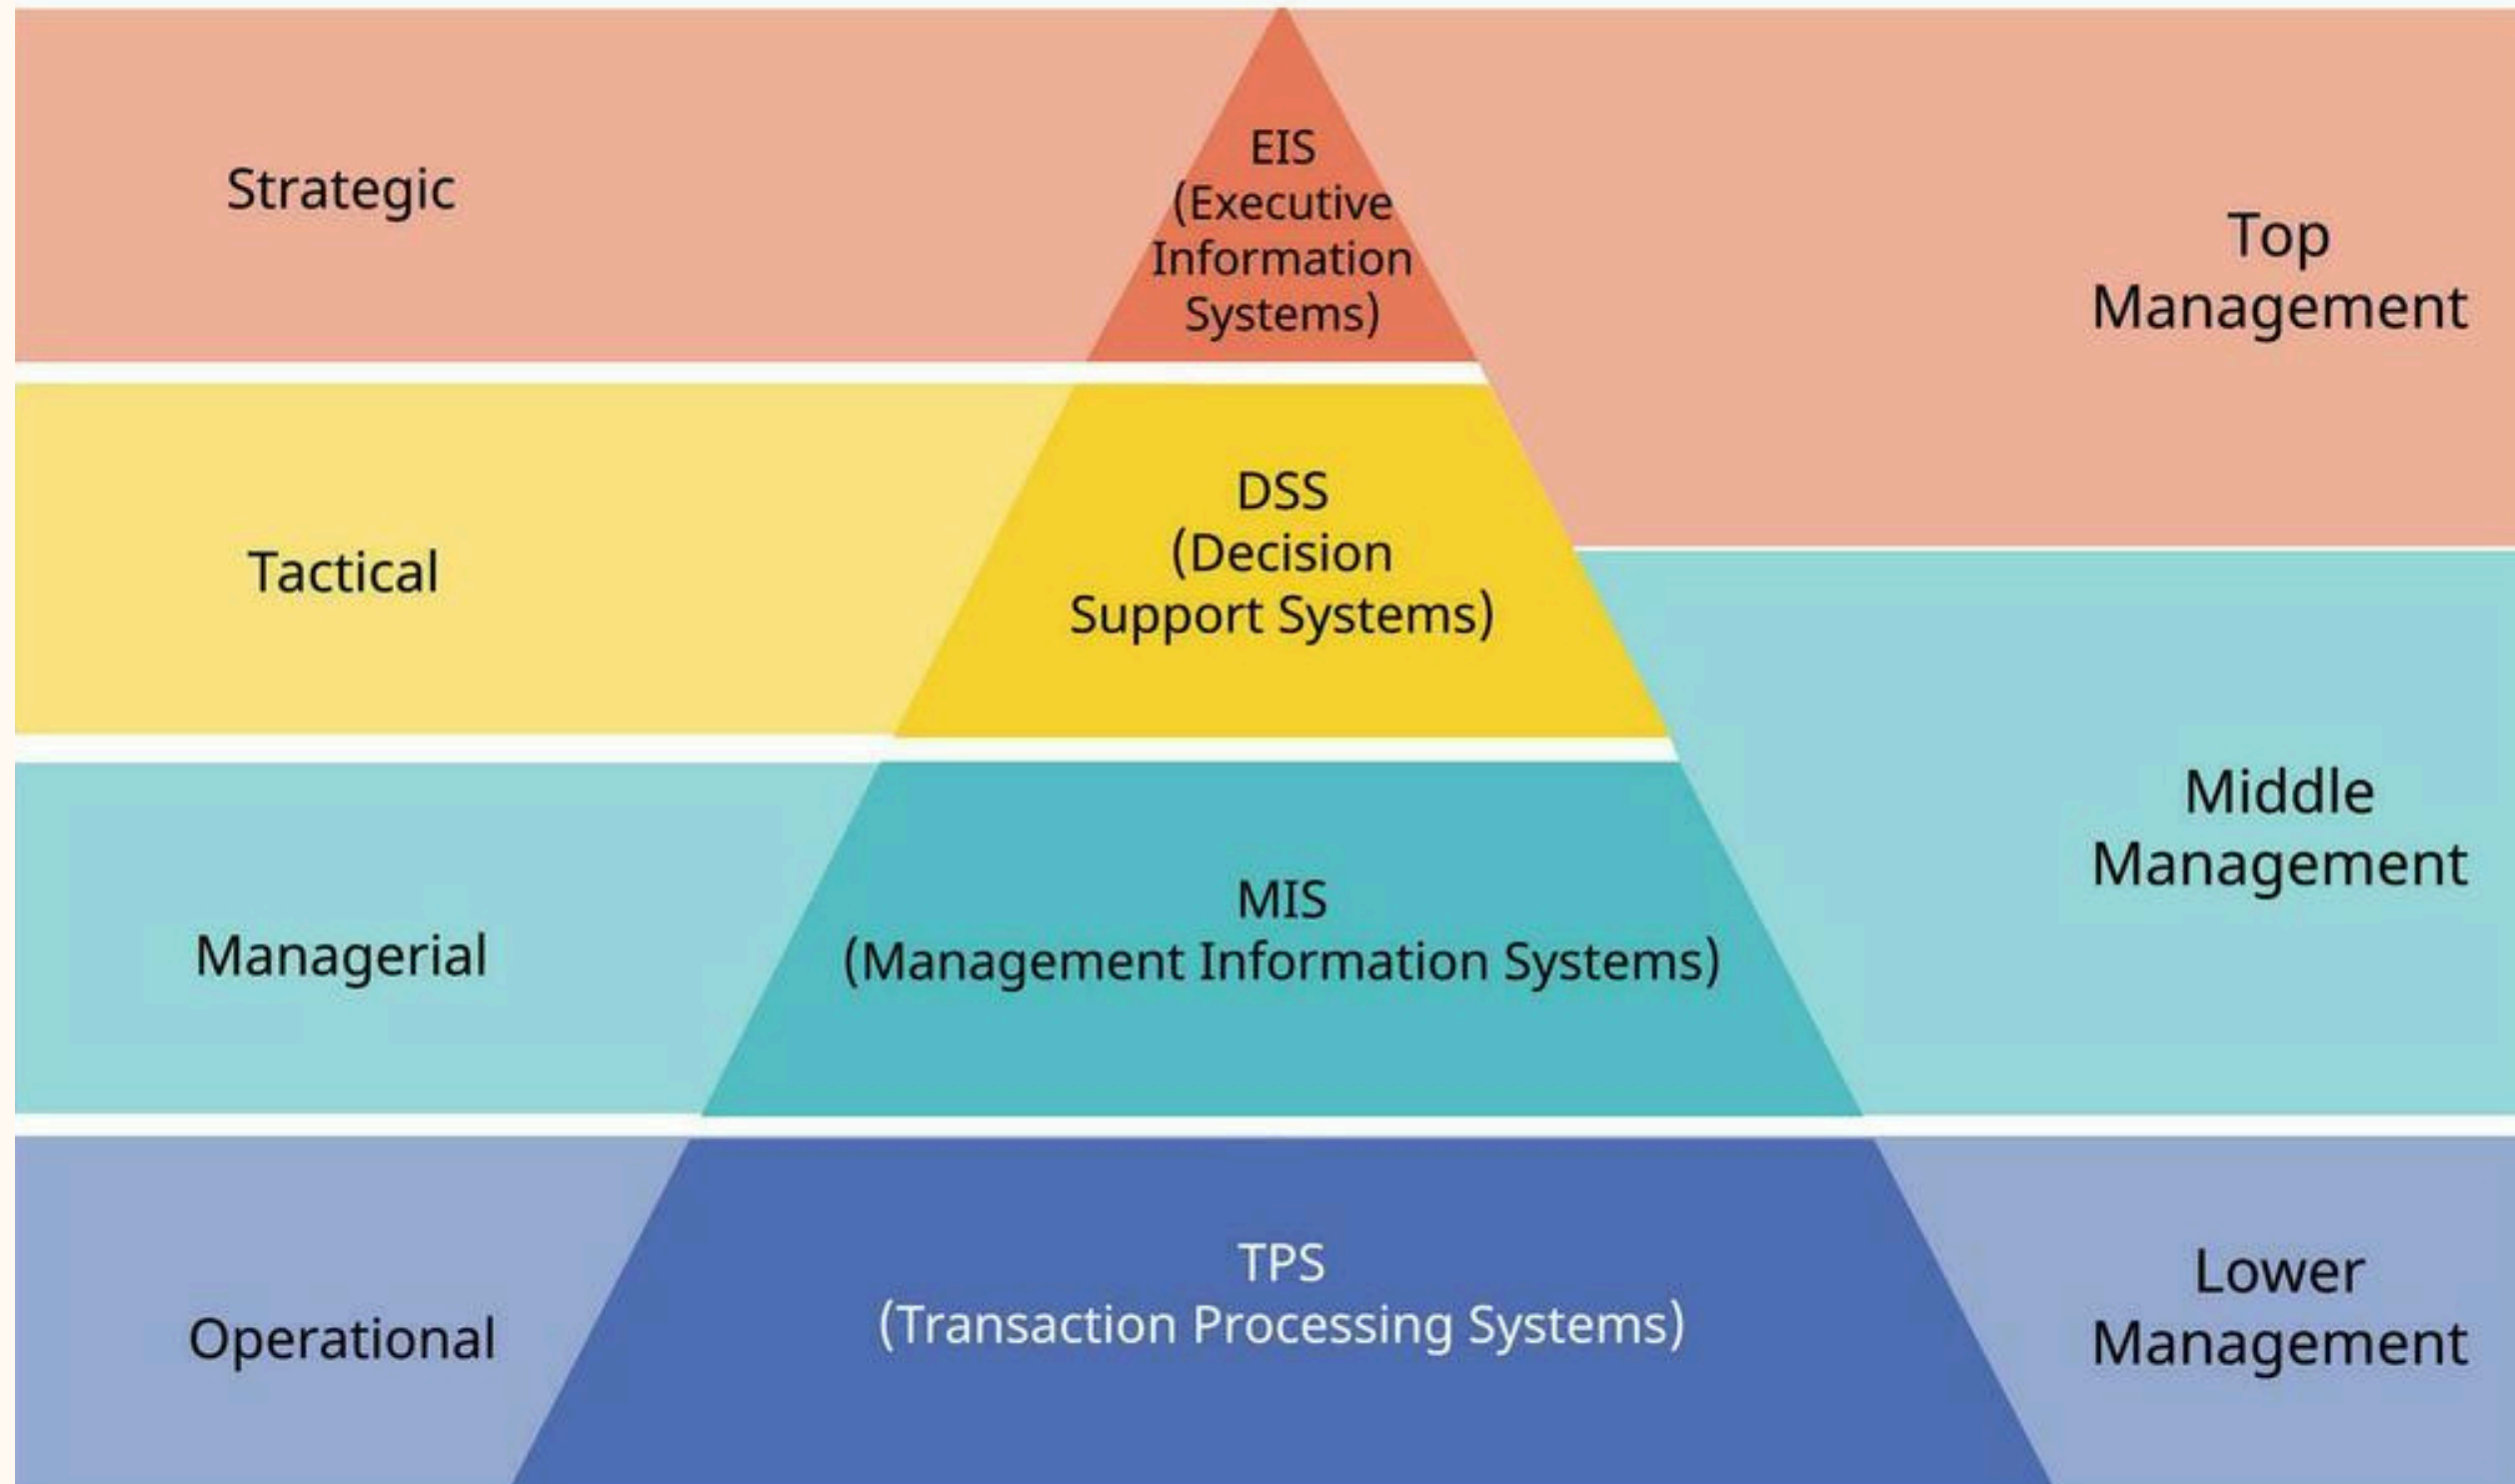 Strategic
EIS
(Executive
Information
Systems)
Top
Management
Tactical
DSS
(Decision
Support Systems)
Managerial
MIS
(Management Information Systems)
Middle
Management
Operational
TPS
(Transaction Processing Systems)
Lower
Management